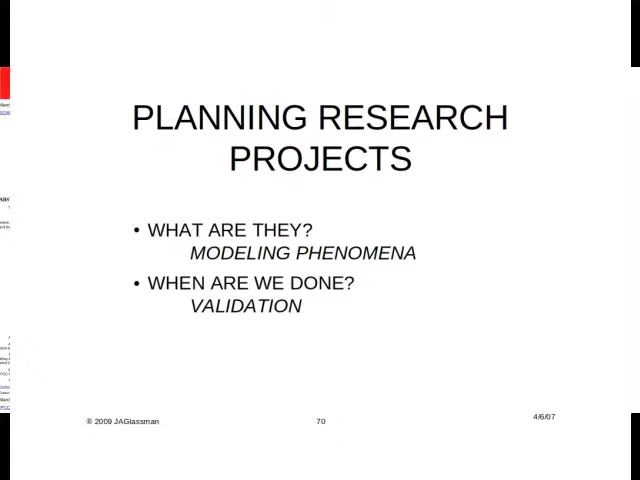 PLANNING RESEARCH
PROJECTS
• WHAT ARE THEY?
MODELING PHENOMENA
• WHEN ARE WE DONE?
VALIDATION
© 2009 JAGlassman
70
4/6/07